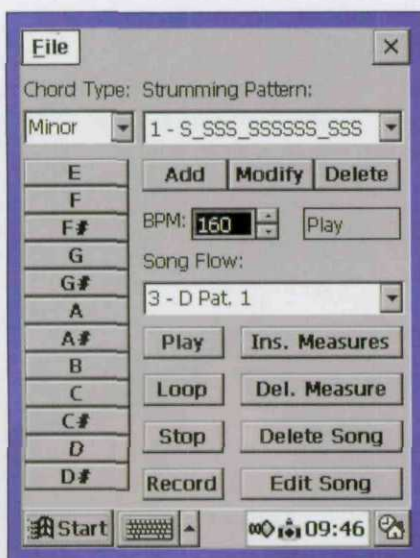 File
Chord Type: Strumming Pattern:
Minor 1 - S_SSS_SSSSSS_SSS
E
F
F#
G
G#
A
A#
B
C
C#
D
D#
Add Modify Delete
BPM: 160 Play
Song Flow:
3 - D Pat. 1
Play Ins. Measures
Loop Del. Measure
Stop Delete Song
Record Edit Song
Start 09:46